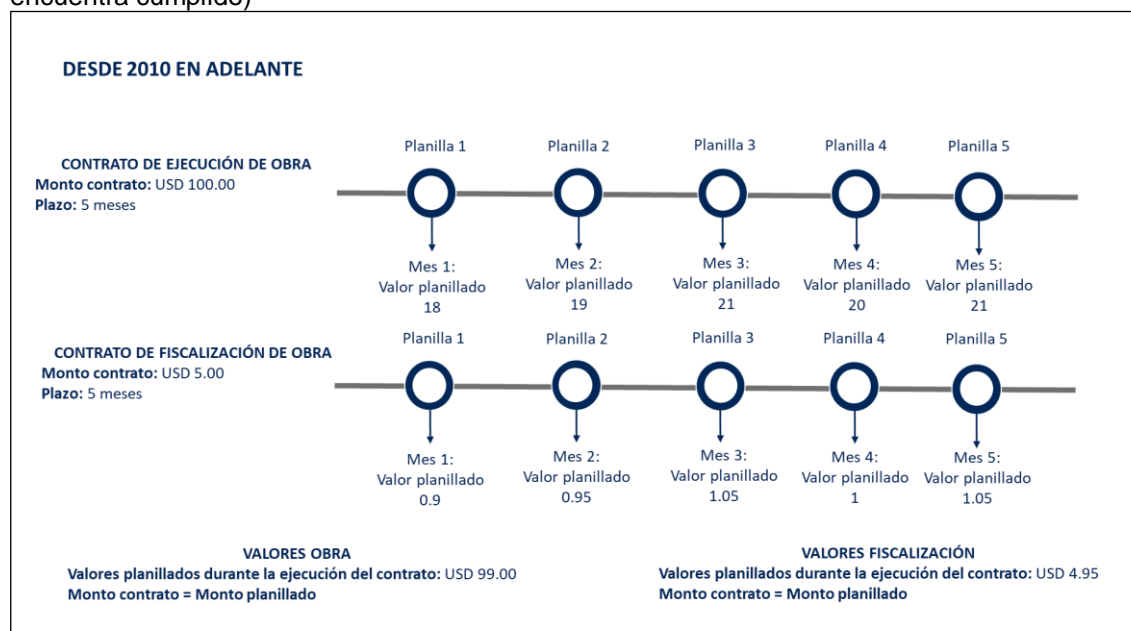 encuentra cumplido)
DESDE 2010 EN ADELANTE
CONTRATO DE EJECUCIÓN DE OBRA
Monto contrato: USD 100.00
Plazo: 5 meses
Planilla 1
Planilla 2
Planilla 3
Planilla 4
Planilla 5
Mes 1:
Valor planillado
18
Mes 2:
Valor planillado
19
Mes 3:
Valor planillado
21
Mes 4:
Valor planillado
20
Mes 5:
Valor planillado
21
CONTRATO DE FISCALIZACIÓN DE OBRA
Monto contrato: USD 5.00
Plazo: 5 meses
Planilla 1
Planilla 2
Planilla 3
Planilla 4
Planilla 5
Mes 1:
Valor planillado
0.9
Mes 2:
Valor planillado
0.95
Mes 3:
Valor planillado
1.05
Mes 4:
Valor planillado
1
Mes 5:
Valor planillado
1.05
VALORES OBRA
Valores planillados durante la ejecución del contrato: USD 99.00
Monto contrato = Monto planillado
VALORES FISCALIZACIÓN
Valores planillados durante la ejecución del contrato: USD 4.95
Monto contrato = Monto planillado